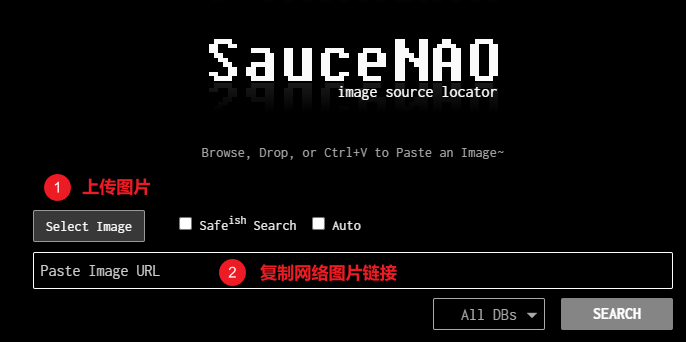 SauceNAO
image source locator
Browse, Drop, or Ctrl+V to Paste an Image~
1 上传图片
Select Image Safeish Search Auto
Paste Image URL 2 复制网络图片链接
All DBs SEARCH